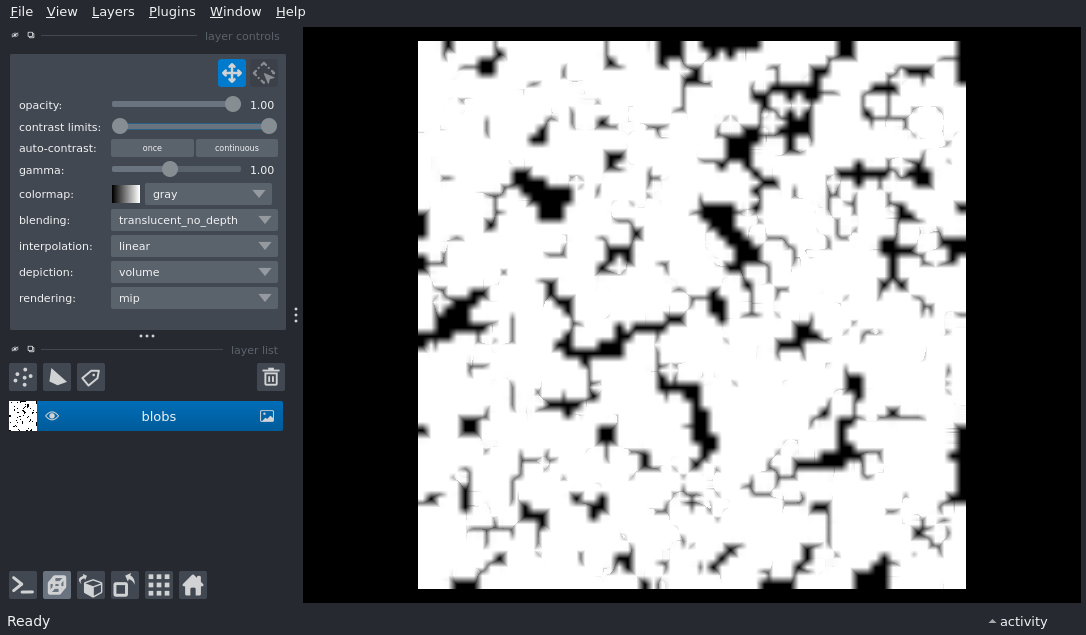 File View Layers Plugins Window Help
layer controls
opacity: 1.00
contrast limits:
auto-contrast: once continuous
gamma: 1.00
colormap: gray
blending: translucent_no_depth
interpolation: linear
depiction: volume
rendering: mip
layer list
blobs
Ready activity